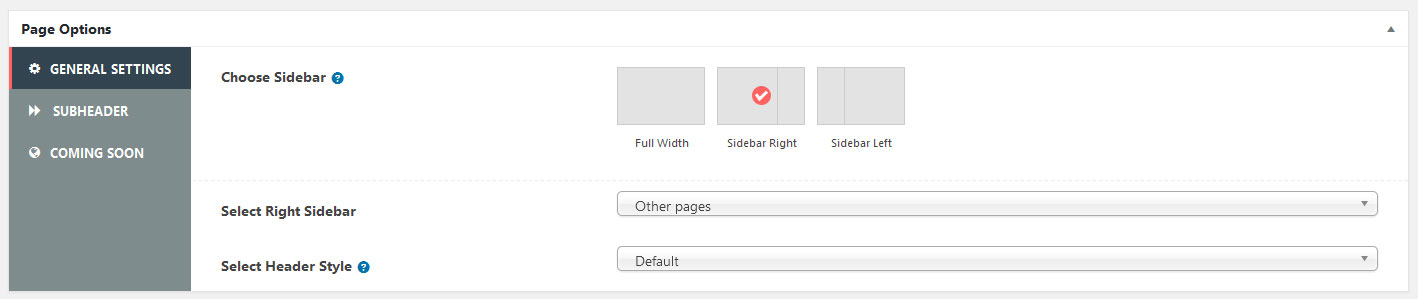 Page Options
GENERAL SETTINGS
SUBHEADER
COMING SOON
Choose Sidebar ?
Full Width
Sidebar Right
Sidebar Left
Select Right Sidebar
Other pages
Select Header Style ?
Default